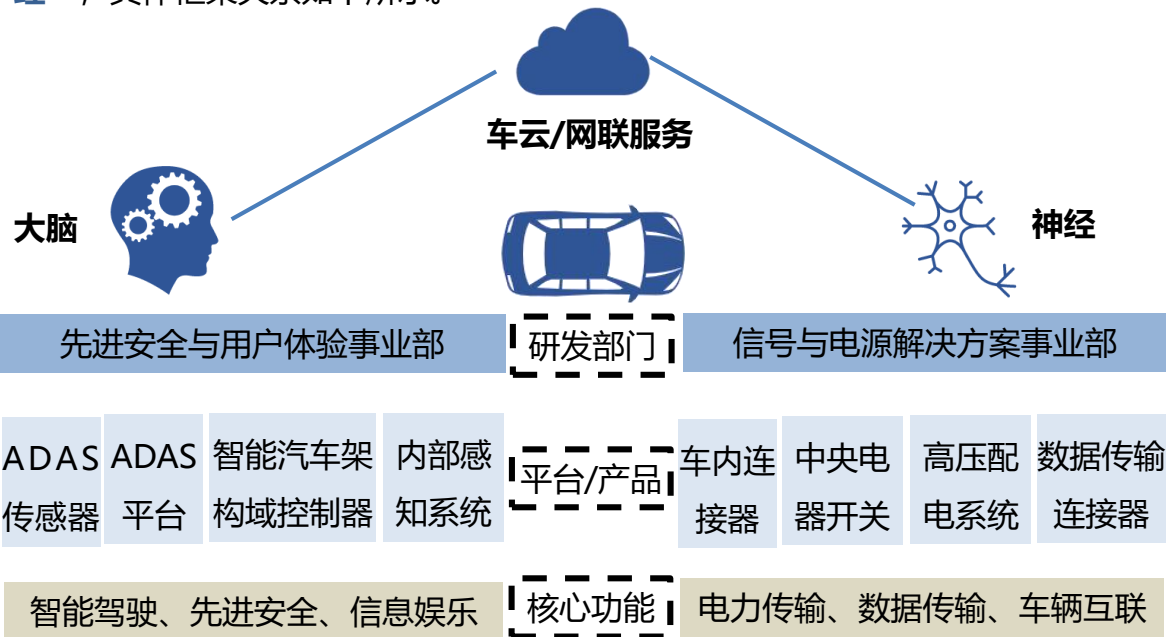 车云/网联服务
大脑
神经
先进安全与用户体验事业部
研发部门
信号与电源解决方案事业部
ADAS
传感器
ADAS
平台
智能汽车架
构域控制器
内部感
知系统
平台/产品
车内连
接器
中央电
器开关
高压配
电系统
数据传输
连接器
智能驾驶、先进安全、信息娱乐
核心功能
电力传输、数据传输、车辆互联